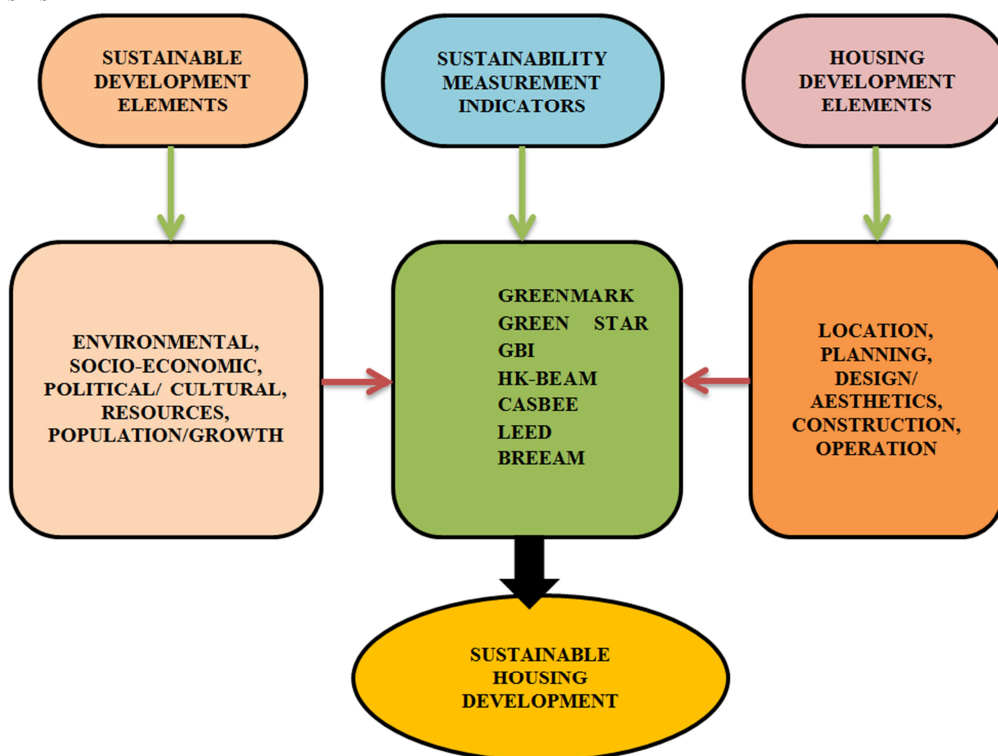 SUSTAINABLE
DEVELOPMENT
ELEMENTS
SUSTAINABILITY
MEASUREMENT
INDICATORS
HOUSING
DEVELOPMENT
ELEMENTS
ENVIRONMENTAL,
SOCIO-ECONOMIC,
POLITICAL/ CULTURAL,
RESOURCES,
POPULATION/GROWTH
GREENMARK
GREEN STAR
GBI
HK-BEAM
CASBEE
LEED
BREEAM
LOCATION,
PLANNING,
DESIGN/
AESTHETICS,
CONSTRUCTION,
OPERATION
SUSTAINABLE
HOUSING
DEVELOPMENT